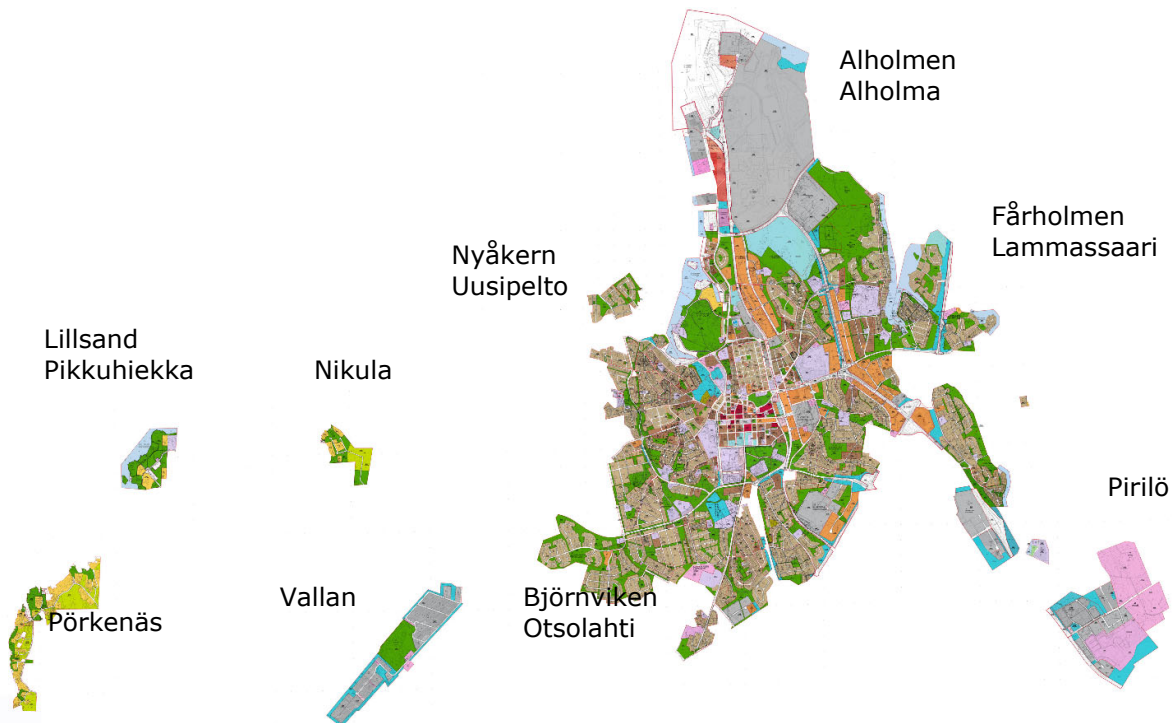 Alholmen
Alholma
Fårholmen
Lammassaari
Nyåkern
Uusipelto
Lillsand
Pikkuhiekka
Nikula
Pirilö
Pörkenäs
Vallan
Björnviken
Otsolahti